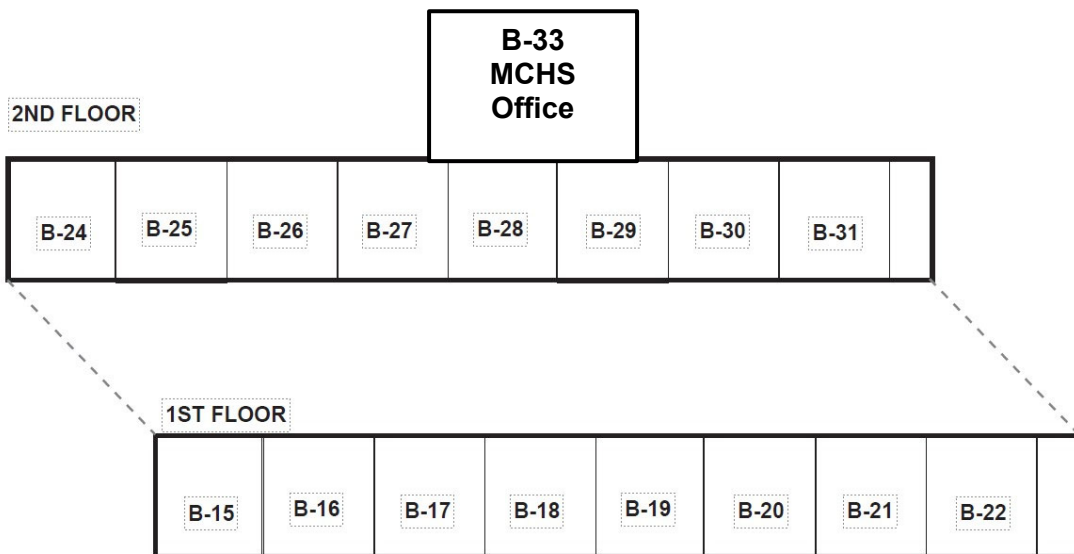 B-33
MCHS
Office
2ND FLOOR
B-24 B-25 B-26 B-27 B-28 B-29 B-30 B-31
1ST FLOOR
B-15 B-16 B-17 B-18 B-19 B-20 B-21 B-22